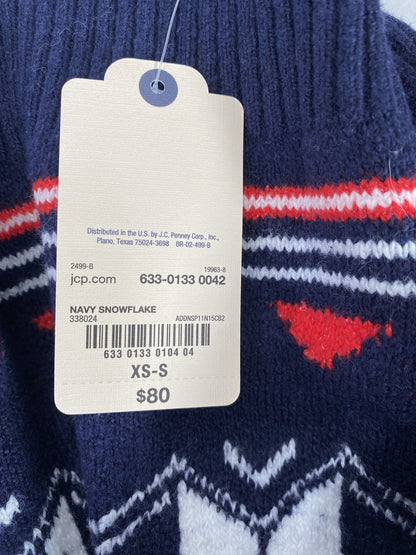 Distributed in the U.S. by J.C. Penney Corp., Inc.,
Plano, Texas 75024-3698 BR-02-499-B
2499-B 19963-8
jcp.com 633-0133 0042
NAVY SNOWFLAKE
338024 ADDNSP11N15CB2
633 0133 0104 04
XS-S
$80